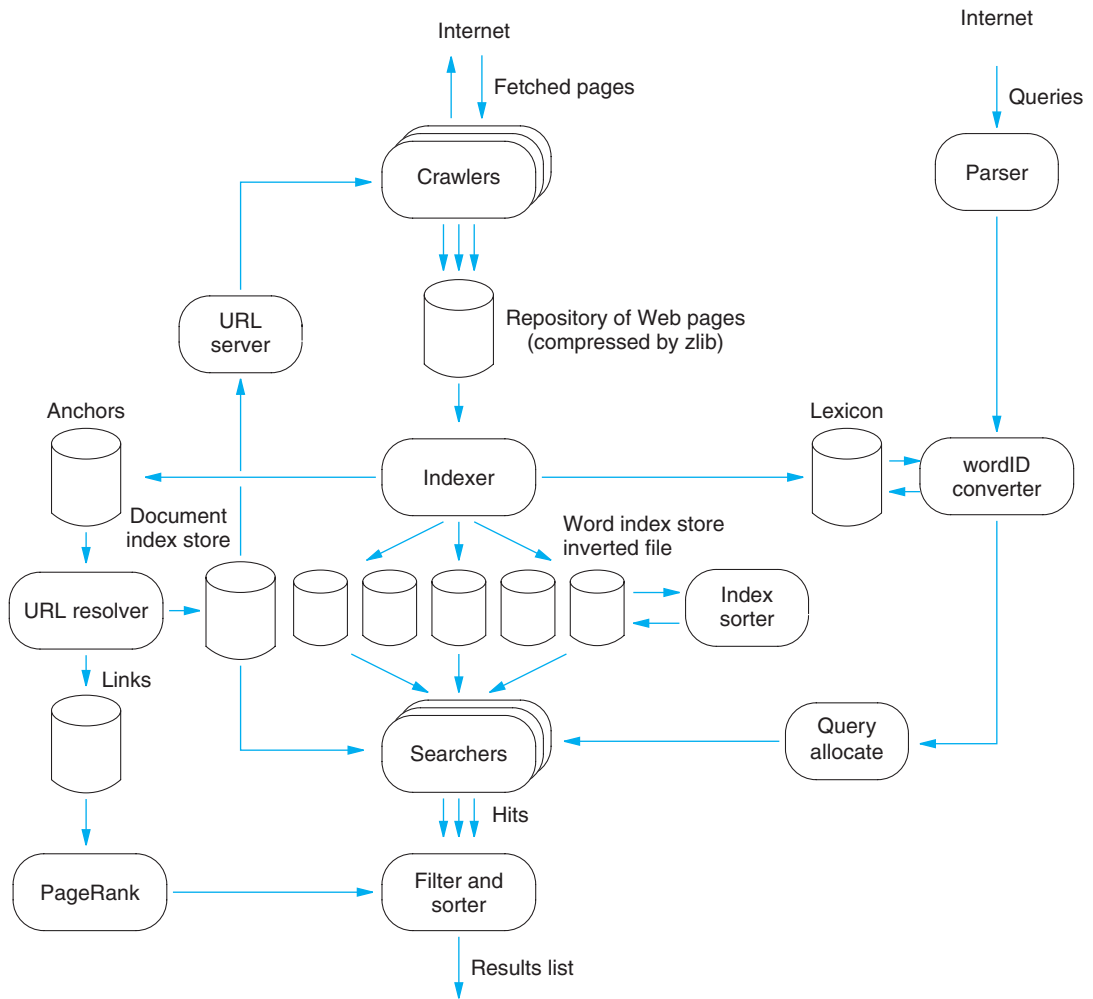 Internet
Internet
Fetched pages
Queries
Crawlers
Parser
URL
server
Repository of Web pages
(compressed by zlib)
Anchors
Lexicon
Indexer
wordID
converter
Document
index store
Word index store
inverted file
URL resolver
Index
sorter
Links
Searchers
Query
allocate
Hits
PageRank
Filter and
sorter
Results list